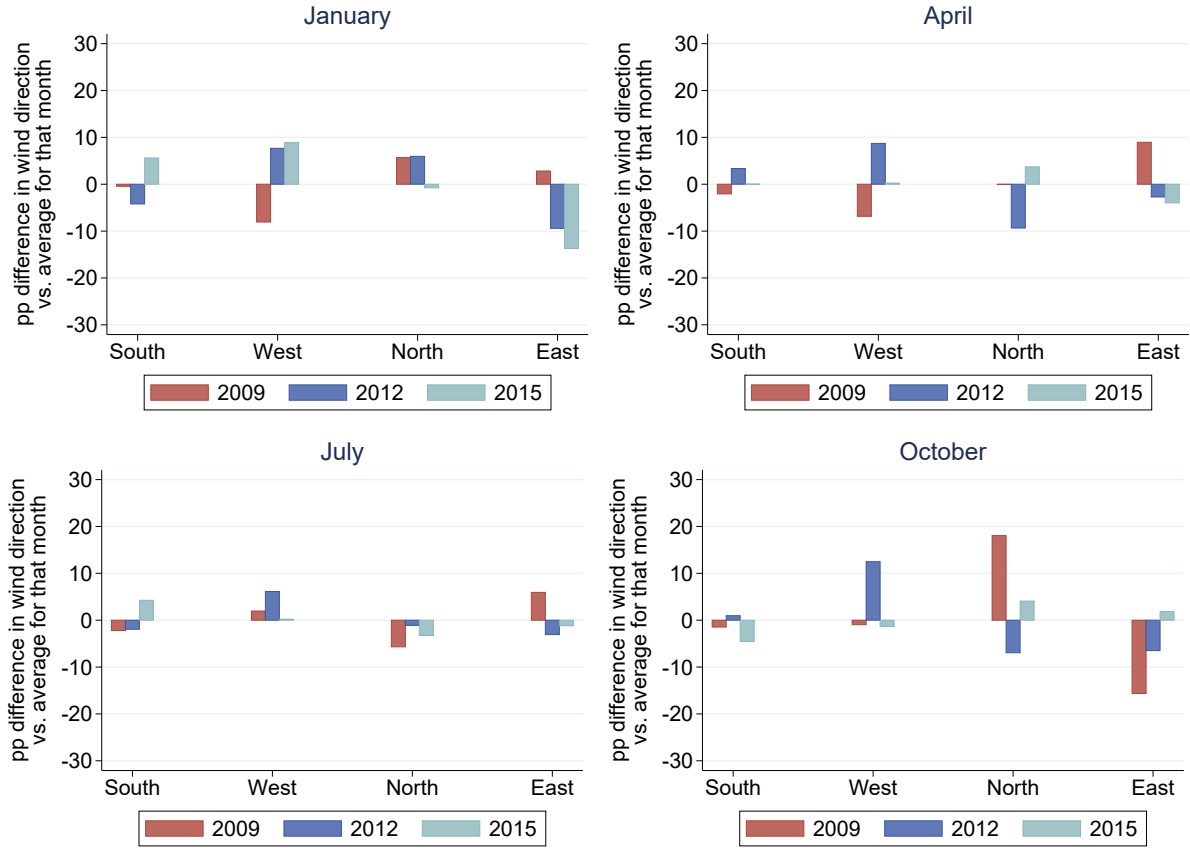 January
pp difference in wind direction
vs. average for that month
30
20
10
0
-10
-20
-30
South West North East
2009 2012 2015
April
pp difference in wind direction
vs. average for that month
30
20
10
0
-10
-20
-30
South West North East
2009 2012 2015
July
pp difference in wind direction
vs. average for that month
30
20
10
0
-10
-20
-30
South West North East
2009 2012 2015
October
pp difference in wind direction
vs. average for that month
30
20
10
0
-10
-20
-30
South West North East
2009 2012 2015